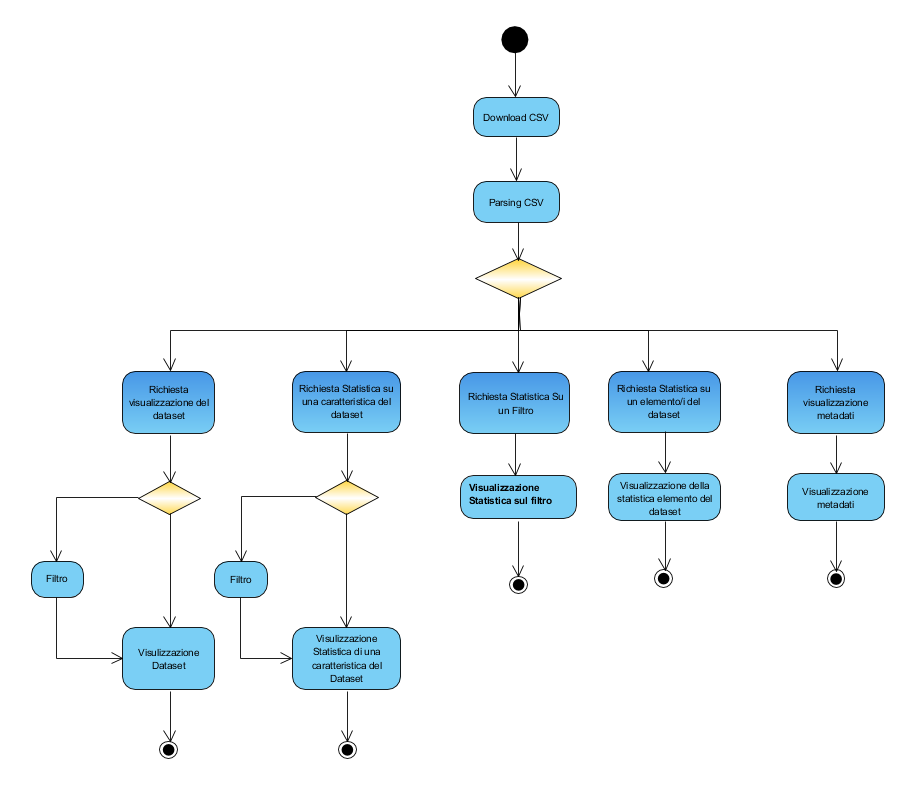 Download CSV
Parsing CSV
Richiesta
visualizzazione del
dataset
Richiesta Statistica su
una caratteristica del
dataset
Richiesta Statistica Su
un Filtro
Richiesta Statistica su
un elemento/i del
dataset
Richiesta
visualizzazione
metadati
Visualizzazione
Statistica sul filtro
Visualizzazione della
statistica elemento del
dataset
Visualizzazione
metadati
Filtro
Filtro
Visulizzazione
Dataset
Visulizzazione
Statistica di una
caratteristica del
Dataset